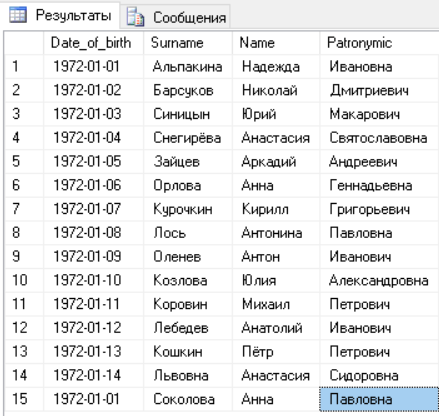 Результаты Сообщения
Date_of_birth Surname Name Patronymic
1 1972-01-01 Альпакина Надежда Ивановна
2 1972-01-02 Барсуков Николай Дмитриевич
3 1972-01-03 Синицын Юрий Макарович
4 1972-01-04 Снегирёва Анастасия Святославовна
5 1972-01-05 Зайцев Аркадий Андреевич
6 1972-01-06 Орлова Анна Геннадьевна
7 1972-01-07 Курочкин Кирилл Григорьевич
8 1972-01-08 Лось Антонина Павловна
9 1972-01-09 Оленев Антон Иванович
10 1972-01-10 Козлова Юлия Александровна
11 1972-01-11 Коровин Михаил Петрович
12 1972-01-12 Лебедев Анатолий Иванович
13 1972-01-13 Кошкин Пётр Петрович
14 1972-01-14 Львовна Анастасия Сидоровна
15 1972-01-01 Соколова Анна Павловна